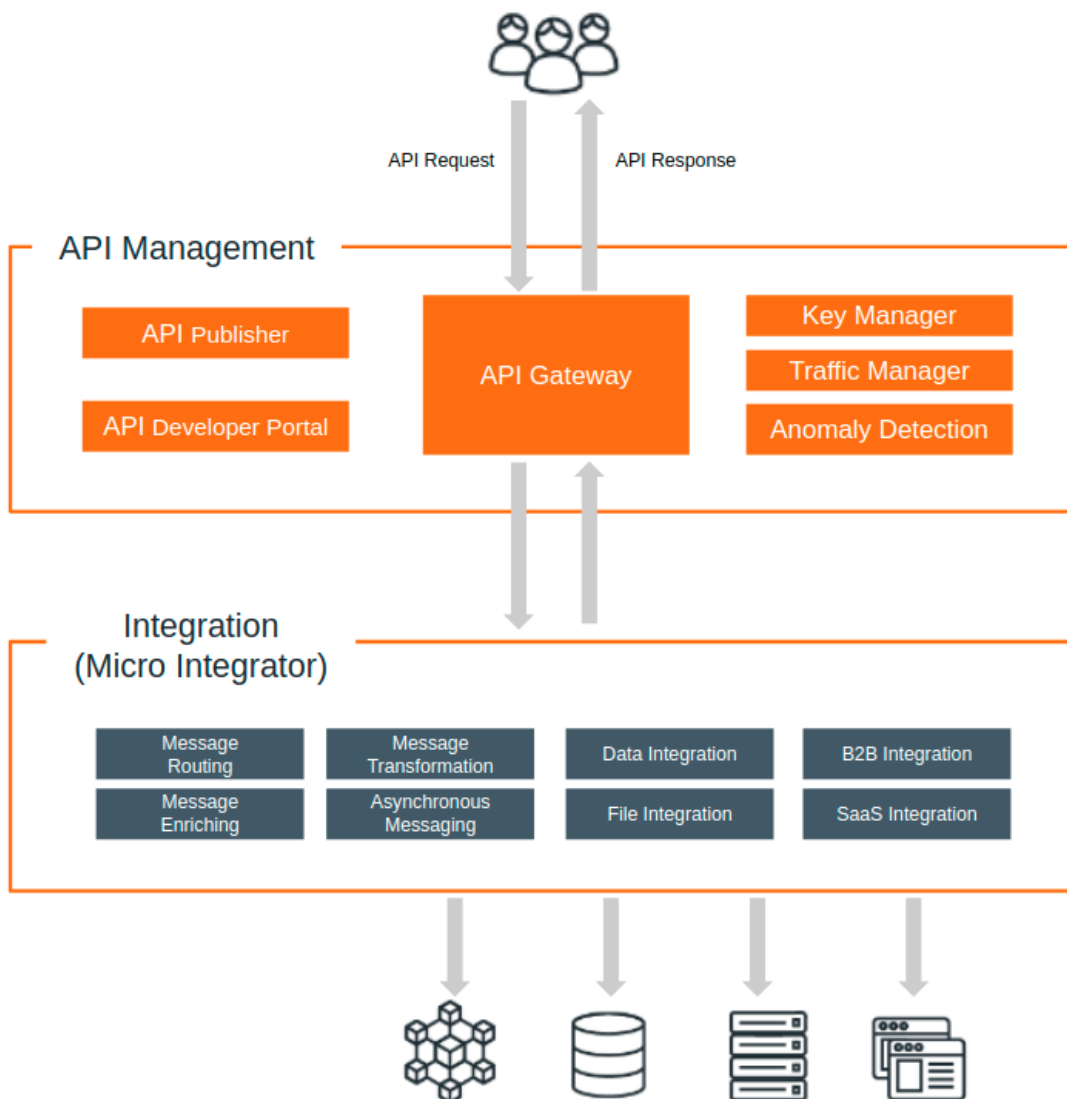 API Request
API Response
API Management
API Publisher
API Developer Portal
API Gateway
Key Manager
Traffic Manager
Anomaly Detection
Integration
(Micro Integrator)
Message
Routing
Message
Transformation
Data Integration
B2B Integration
Message
Enriching
Asynchronous
Messaging
File Integration
SaaS Integration